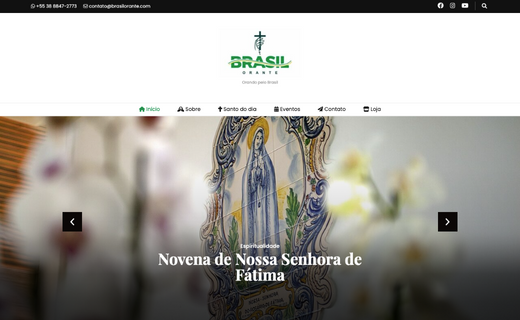 +55 38 8847-2773 contato@brasilorante.com
BRASIL
ORANTE
Orando pelo Brasil
Início Sobre Santo do dia Eventos Contato Loja
Espiritualidade
Novena de Nossa Senhora de
Fátima